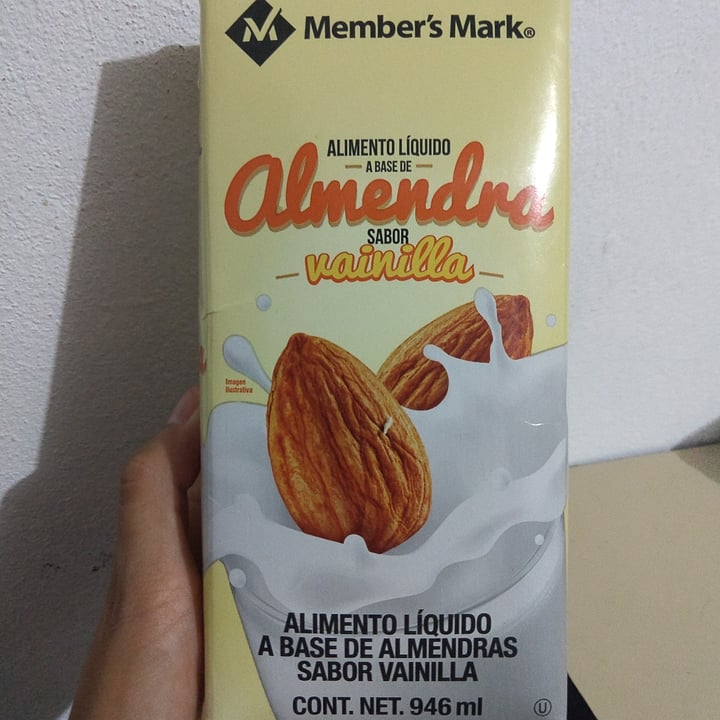 Member's Mark®
ALIMENTO LÍQUIDO
A BASE DE
Almendra
SABOR
vainilla
Imagen
ilustrativa
ALIMENTO LÍQUIDO
A BASE DE ALMENDRAS
SABOR VAINILLA
CONT. NET. 946 ml
U